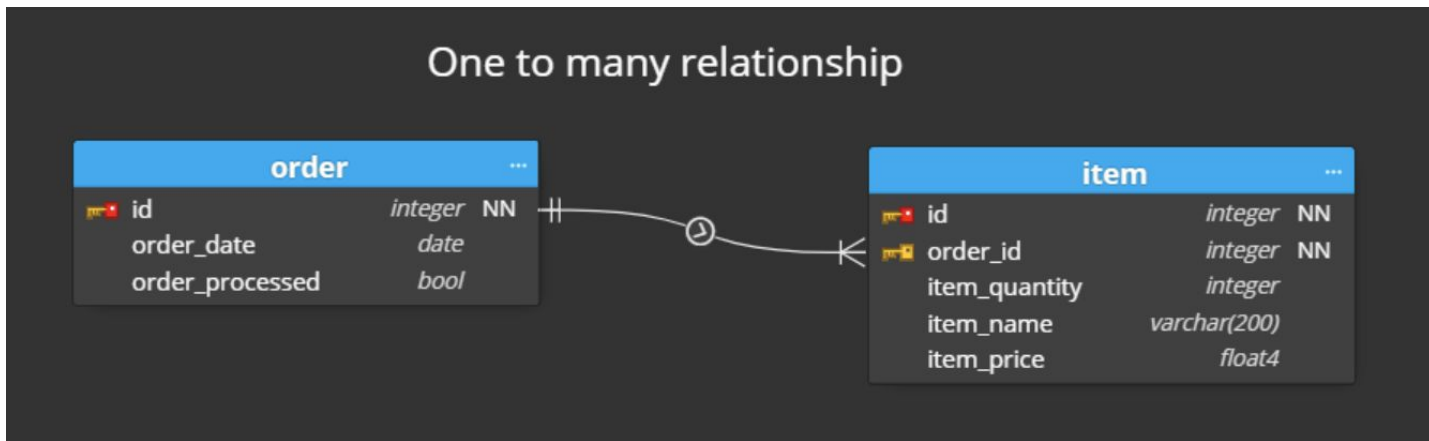 One to many relationship
order ...
id integer NN
order_date date
order_processed bool
item ...
id integer NN
order_id integer NN
item_quantity integer
item_name varchar(200)
item_price float4